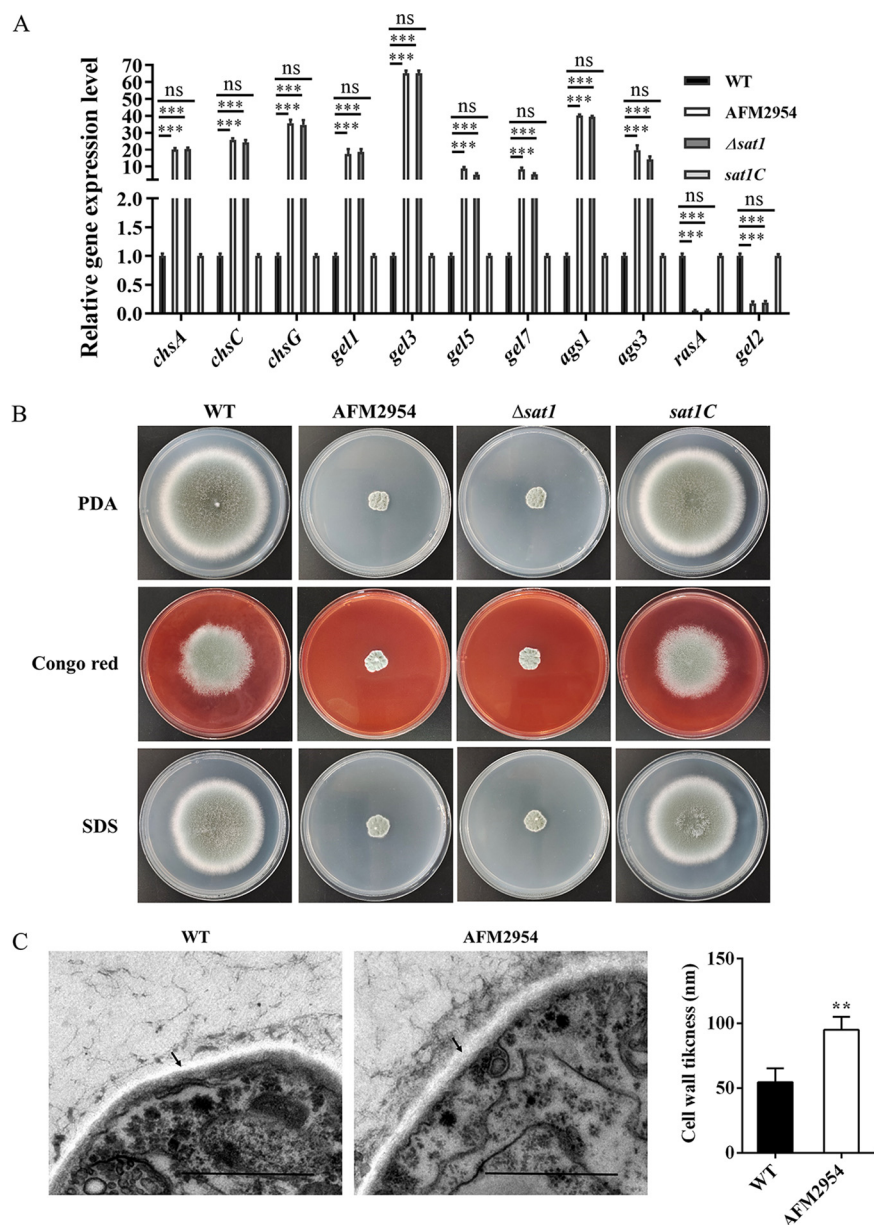 A
Relative gene expression level
70
60
50
40
30
20
10
2.0
1.5
1.0
0.5
0.0
ns
***
***
ns
***
***
ns
***
***
ns
***
***
ns
***
***
ns
***
***
ns
***
***
ns
***
***
ns
***
***
ns
***
***
ns
***
***
WT
AFM2954
Δsat1
sat1C
chsA chsC chsG gel1 gel3 gel5 gel7 ags1 ags3 rasA gel2
B
WT AFM2954 Δsat1 sat1C
PDA
Congo red
SDS
C
WT AFM2954
Cell wall tikcness (nm)
150
100
50
0
**
WT AFM2954